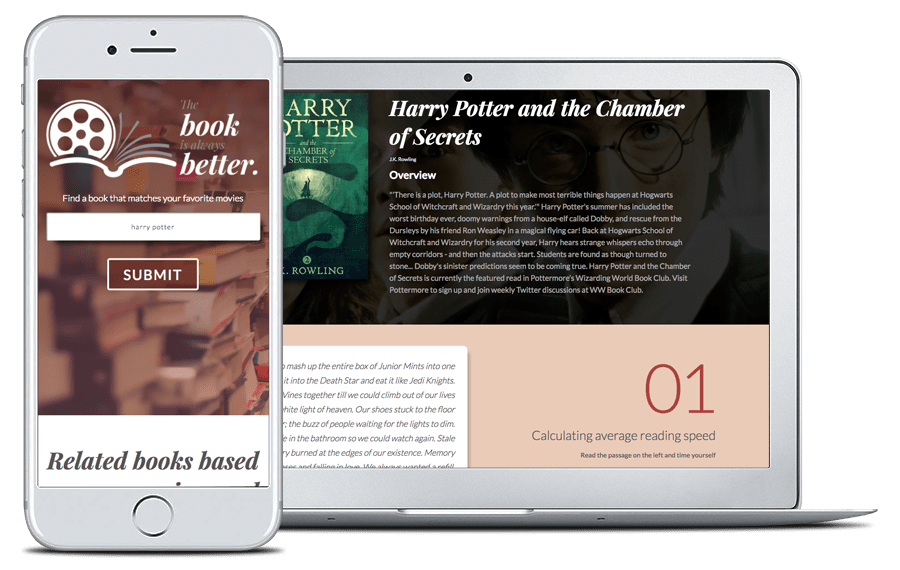 The
book
is always
better.
Find a book that matches your favorite movies
harry potter
SUBMIT
Related books based
HARRY
POTTER
and the
CHAMBER
of SECRETS
J.K. ROWLING
Harry Potter and the Chamber
of Secrets
J.K. Rowling
Overview
"'There is a plot, Harry Potter. A plot to make most terrible things happen at Hogwarts
School of Witchcraft and Wizardry this year.'" Harry Potter's summer has included the
worst birthday ever, doomy warnings from a house-elf called Dobby, and rescue from the
Dursleys by his friend Ron Weasley in a magical flying car! Back at Hogwarts School of
Witchcraft and Wizardry for his second year, Harry hears strange whispers echo through
empty corridors - and then the attacks start. Students are found as though turned to
stone... Dobby's sinister predictions seem to be coming true. Harry Potter and the Chamber
of Secrets is currently the featured read in Pottermore's Wizarding World Book Club. Visit
Pottermore to sign up and join weekly Twitter discussions at WW Book Club.
mash up the entire box of Junior Mints into one
it into the Death Star and eat it like Jedi Knights.
Vines together till we could climb out of our lives
white light of heaven. Our shoes stuck to the floor
the buzz of people waiting for the lights to dim.
in the bathroom so we could watch again. Stale
burned at the edges of our existence. Memory
and falling in love. We always wanted a refill
01
Calculating average reading speed
Read the passage on the left and time yourself